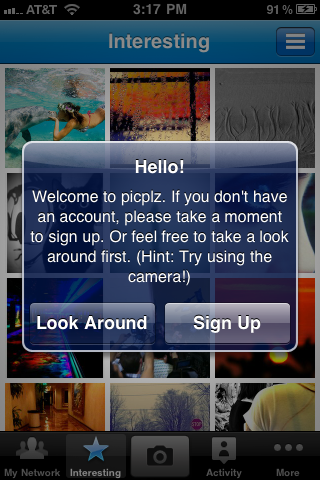 AT&T 3:17 PM 91 %
Interesting
Hello!
Welcome to picplz. If you don't have
an account, please take a moment
to sign up. Or feel free to take a look
around first. (Hint: Try using the
camera!)
Look Around Sign Up
My Network Interesting Activity More